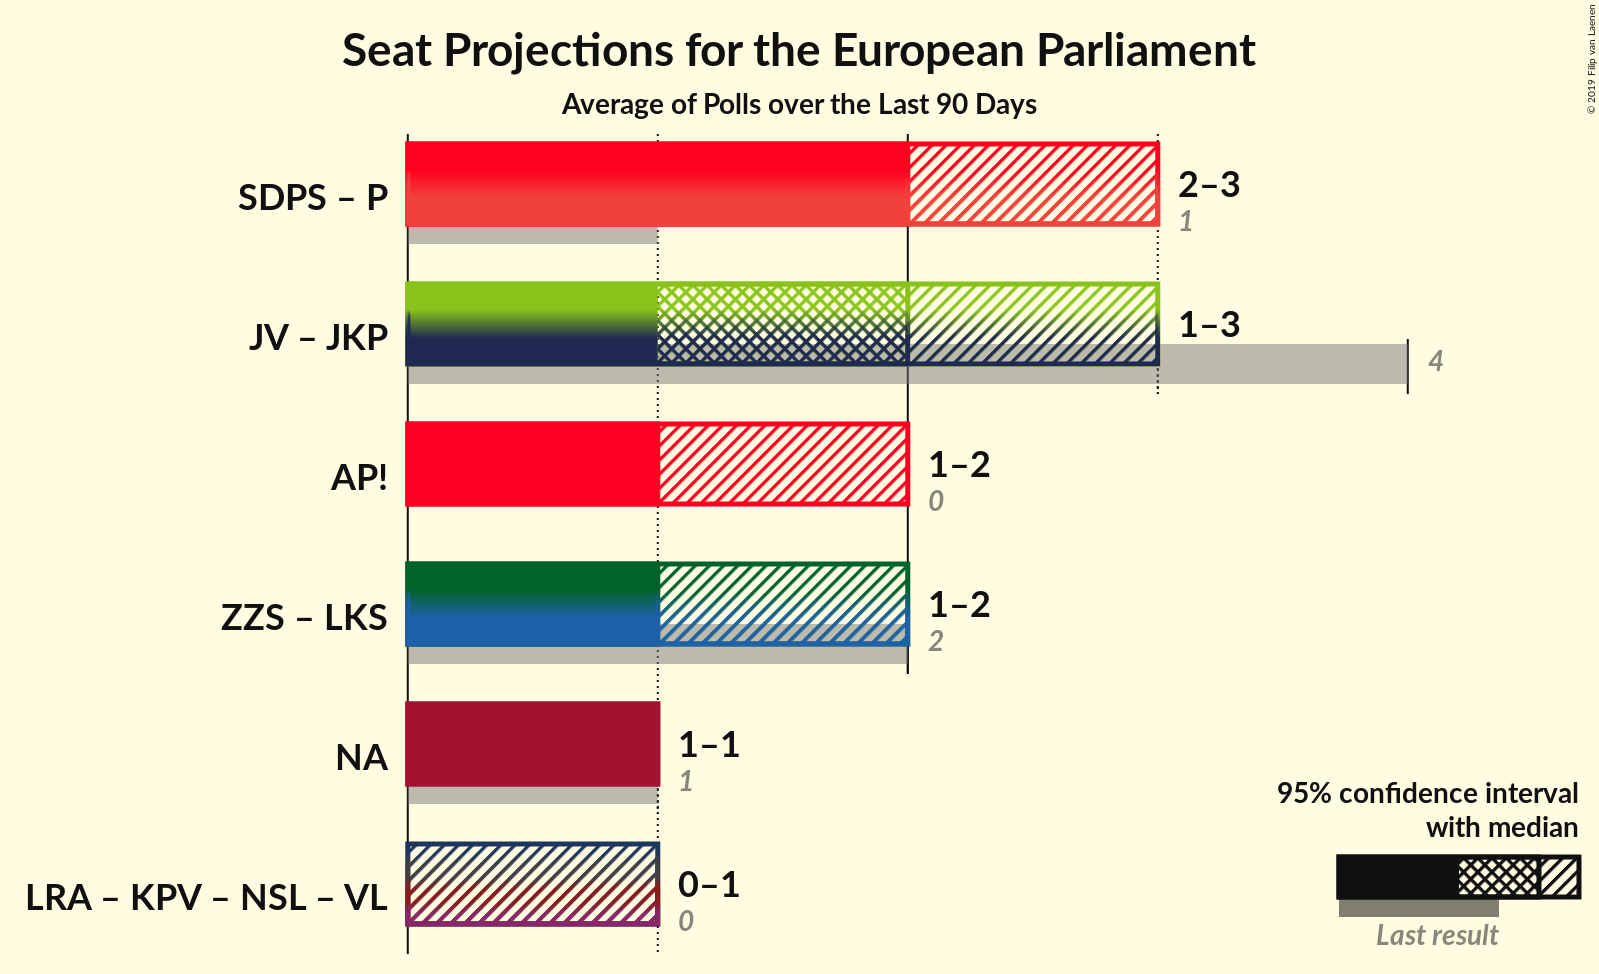 Seat Projections for the European Parliament
Average of Polls over the Last 90 Days
© 2019 Filip van Laenen
SDPS – P
2–3
1
JV – JKP
1–3
4
AP!
1–2
0
ZZS – LKS
1–2
2
NA
1–1
1
LRA – KPV – NSL – VL
0–1
0
95% confidence interval
with median
Last result